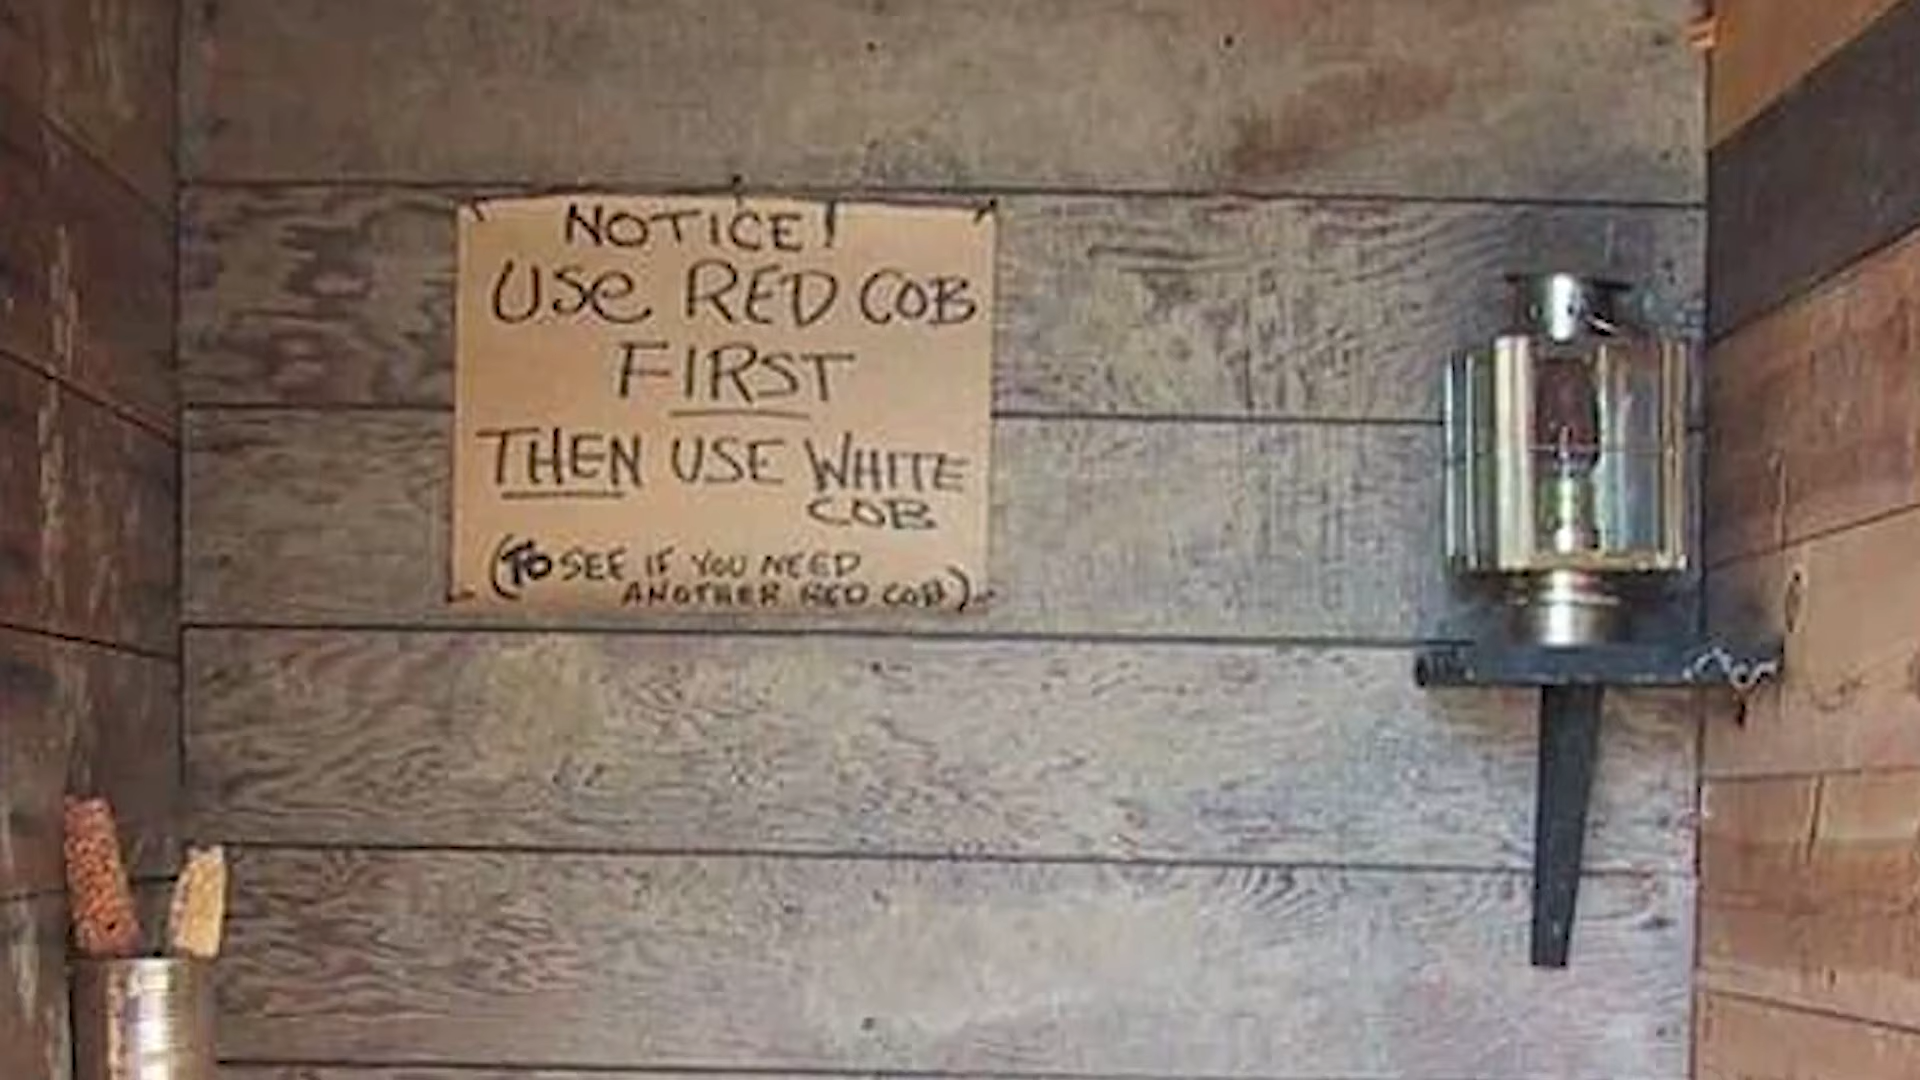 NOTICE!
USe RED COB
FIRST
THEN USE WHITE
COB
(TO SEE IF YOU NEED
ANOTHER RED COB)